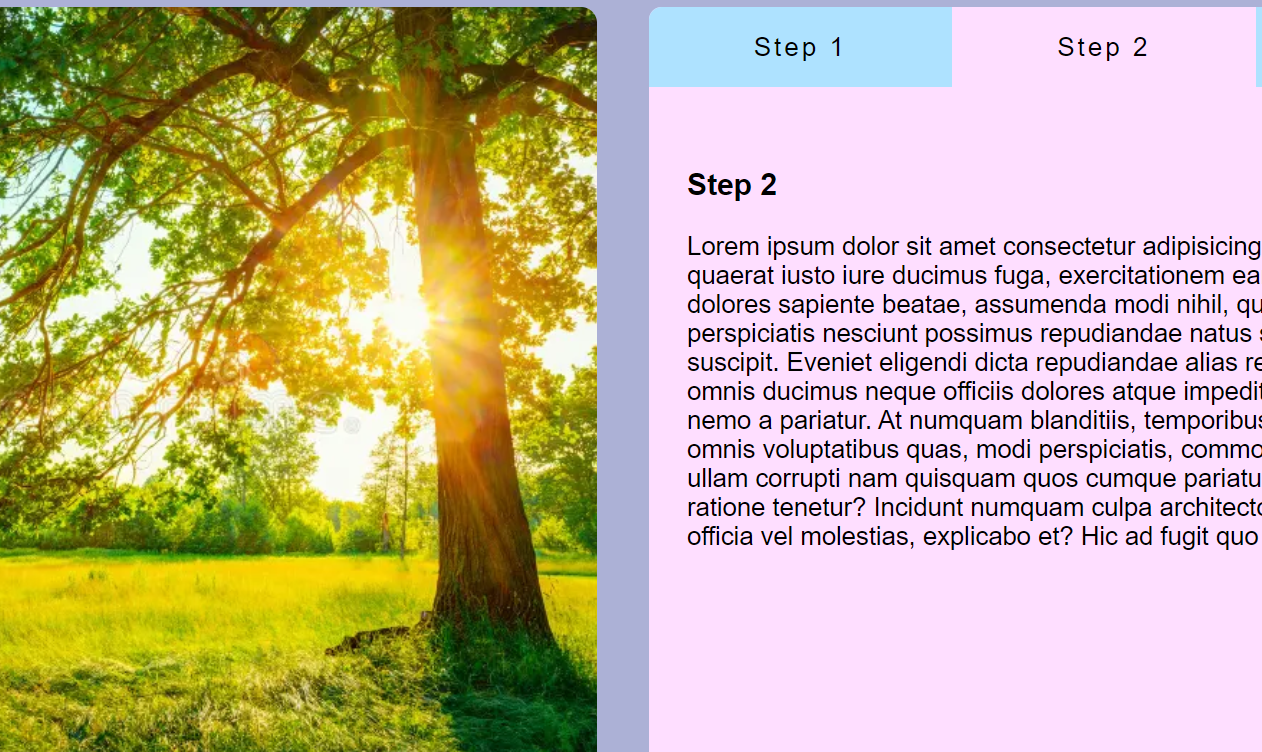 Step 1
Step 2
Step 2
Lorem ipsum dolor sit amet consectetur adipisicing
quaerat iusto iure ducimus fuga, exercitationem ea
dolores sapiente beatae, assumenda modi nihil, qu
perspiciatis nesciunt possimus repudiandae natus s
suscipit. Eveniet eligendi dicta repudiandae alias re
omnis ducimus neque officiis dolores atque impedit
nemo a pariatur. At numquam blanditiis, temporibus
omnis voluptatibus quas, modi perspiciatis, commo
ullam corrupti nam quisquam quos cumque pariatu
ratione tenetur? Incidunt numquam culpa architecto
officia vel molestias, explicabo et? Hic ad fugit quo